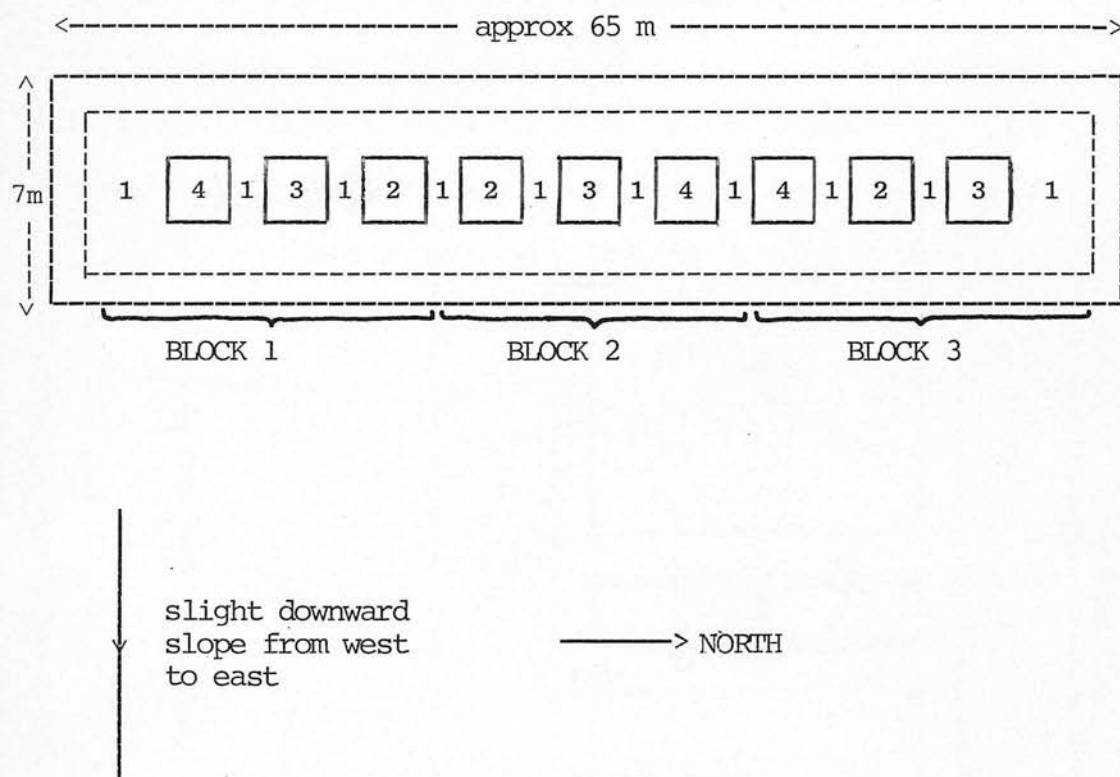 approx 65 m
7m
1 4 1 3 1 2 1 2 1 3 1 4 1 4 1 2 1 3 1
BLOCK 1 BLOCK 2 BLOCK 3
slight downward
slope from west
to east
NORTH